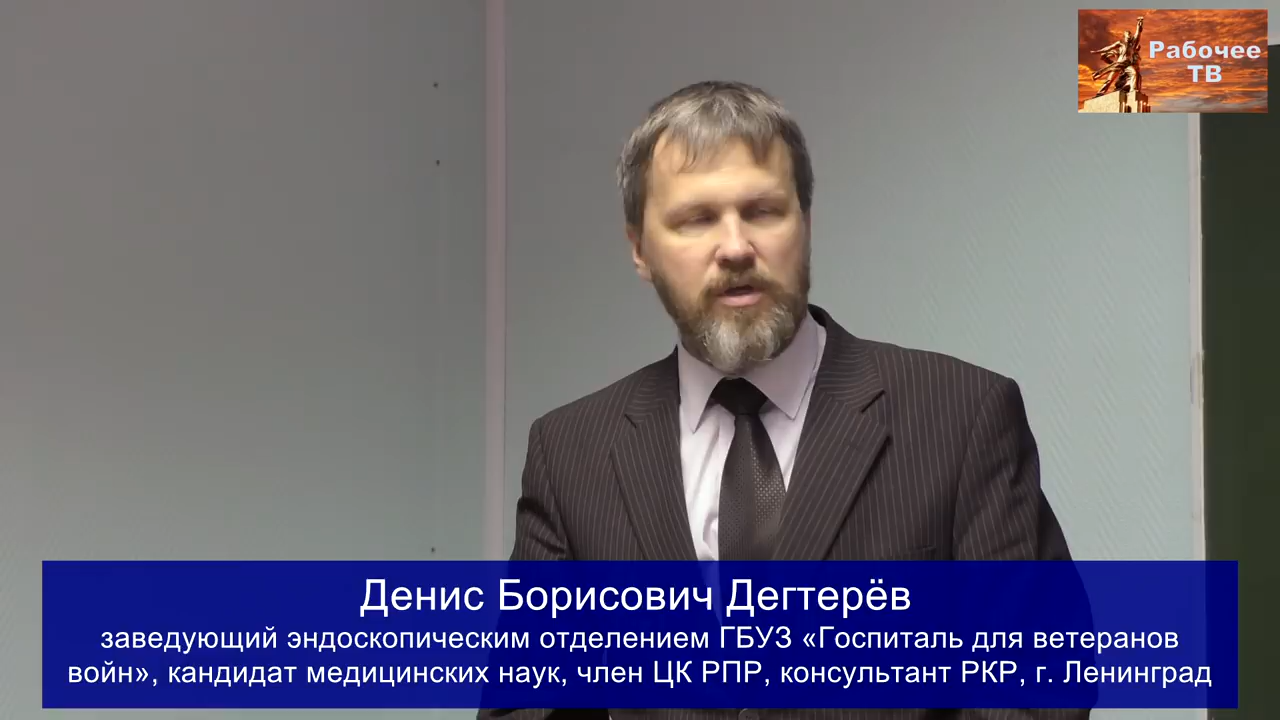 Рабочее
ТВ
Денис Борисович Дегтерёв
заведующий эндоскопическим отделением ГБУЗ «Госпиталь для ветеранов
войн», кандидат медицинских наук, член ЦК РПР, консультант РКР, г. Ленинград